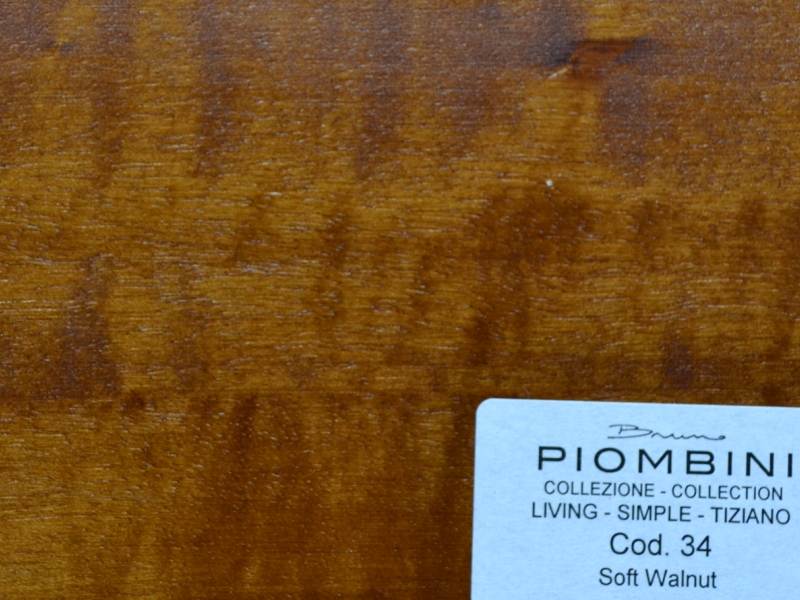 Bruno
PIOMBINI
COLLEZIONE - COLLECTION
LIVING - SIMPLE - TIZIANO
Cod. 34
Soft Walnut